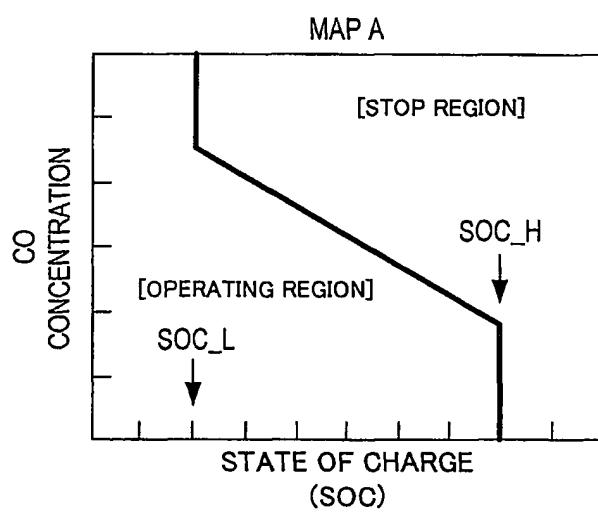 MAP A
[STOP REGION]
CO
CONCENTRATION
SOC_H
[OPERATING REGION]
SOC_L
STATE OF CHARGE
(SOC)